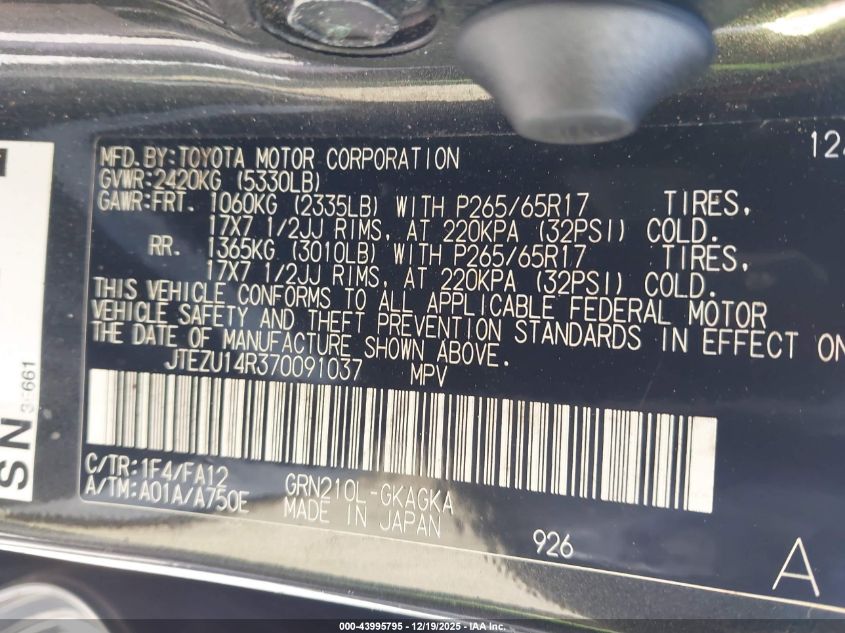 12
MFD. BY: TOYOTA MOTOR CORPORATION
GVWR: 2420KG (5330LB)
GAWR: FRT. 1060KG (2335LB) WITH P265/65R17 TIRES,
17X7 1/2JJ RIMS, AT 220KPA (32PSI) COLD.
RR. 1365KG (3010LB) WITH P265/65R17 TIRES,
17X7 1/2JJ RIMS, AT 220KPA (32PSI) COLD.
THIS VEHICLE CONFORMS TO ALL APPLICABLE FEDERAL MOTOR
VEHICLE SAFETY AND THEFT PREVENTION STANDARDS IN EFFECT ON
THE DATE OF MANUFACTURE SHOWN ABOVE.
JTEZU14R370091037 MPV
C/TR: 1F4/FA12
A/TM: A01A/A750E
GRN210L-GKAGKA
MADE IN JAPAN
926
A
SN
000-43995795 - 12/19/2025 - IAA Inc.